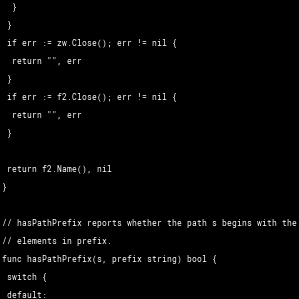 }
}
if err := zw.Close(); err != nil {
return "", err
}
if err := f2.Close(); err != nil {
return "", err
}
return f2.Name(), nil
}
// hasPathPrefix reports whether the path s begins with the
// elements in prefix.
func hasPathPrefix(s, prefix string) bool {
switch {
default: